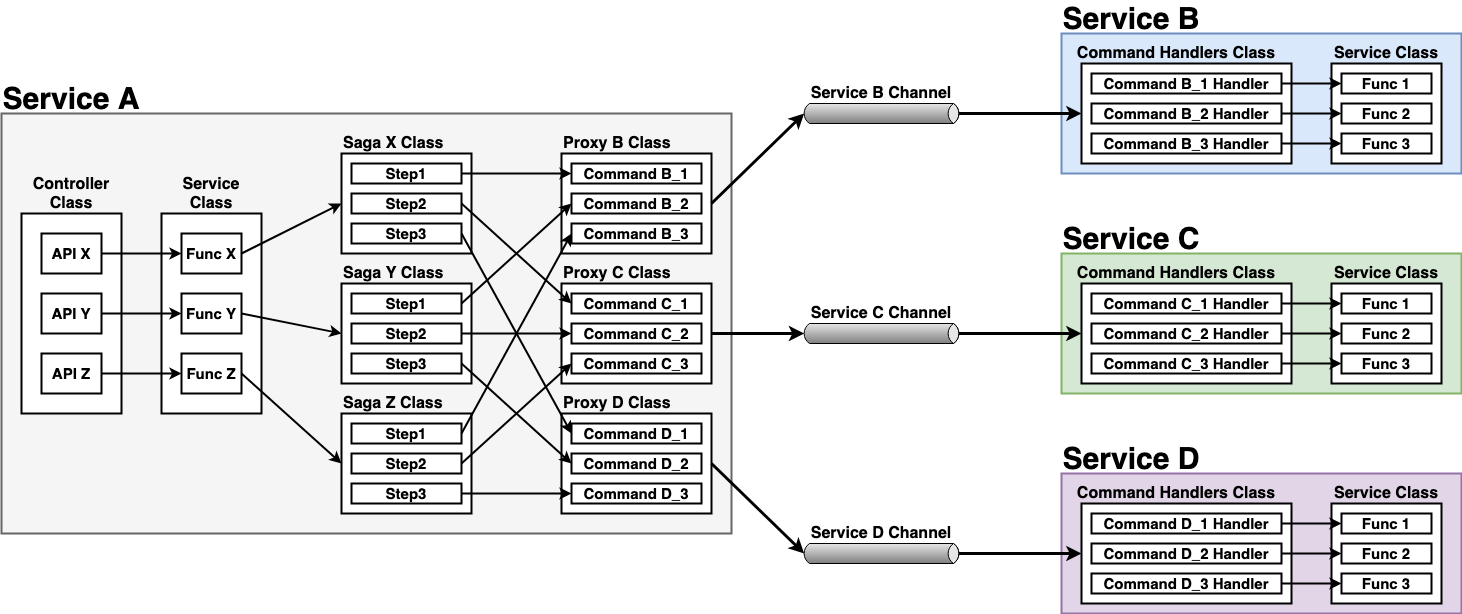 Service A
Controller
Class
API X
API Y
API Z
Service
Class
Func X
Func Y
Func Z
Saga X Class
Step1
Step2
Step3
Saga Y Class
Step1
Step2
Step3
Saga Z Class
Step1
Step2
Step3
Proxy B Class
Command B_1
Command B_2
Command B_3
Proxy C Class
Command C_1
Command C_2
Command C_3
Proxy D Class
Command D_1
Command D_2
Command D_3
Service B Channel
Service C Channel
Service D Channel
Service B
Command Handlers Class
Command B_1 Handler
Command B_2 Handler
Command B_3 Handler
Service Class
Func 1
Func 2
Func 3
Service C
Command Handlers Class
Command C_1 Handler
Command C_2 Handler
Command C_3 Handler
Service Class
Func 1
Func 2
Func 3
Service D
Command Handlers Class
Command D_1 Handler
Command D_2 Handler
Command D_3 Handler
Service Class
Func 1
Func 2
Func 3